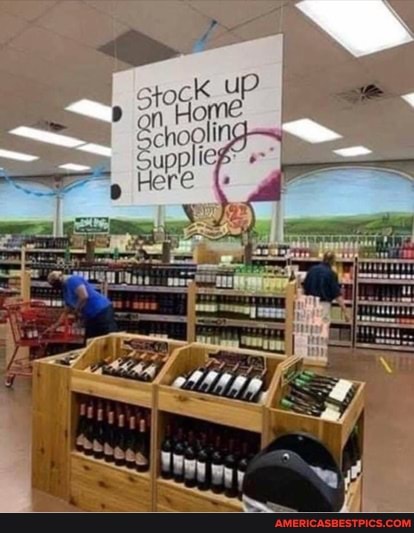 Stock up
on Home
Schooling
Supplies
Here
AMERICASBESTPICS.COM